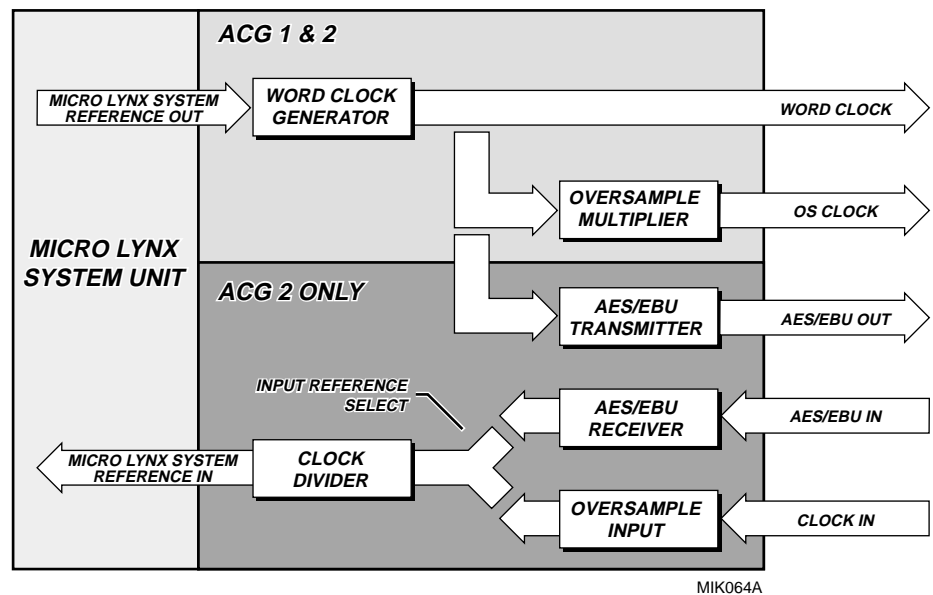 ACG 1 & 2
MICRO LYNX SYSTEM
REFERENCE OUT
WORD CLOCK
GENERATOR
WORD CLOCK
OVERSAMPLE
MULTIPLIER
OS CLOCK
MICRO LYNX
SYSTEM UNIT
ACG 2 ONLY
AES/EBU
TRANSMITTER
AES/EBU OUT
INPUT REFERENCE
SELECT
AES/EBU
RECEIVER
AES/EBU IN
MICRO LYNX SYSTEM
REFERENCE IN
CLOCK
DIVIDER
OVERSAMPLE
INPUT
CLOCK IN
MIK064A